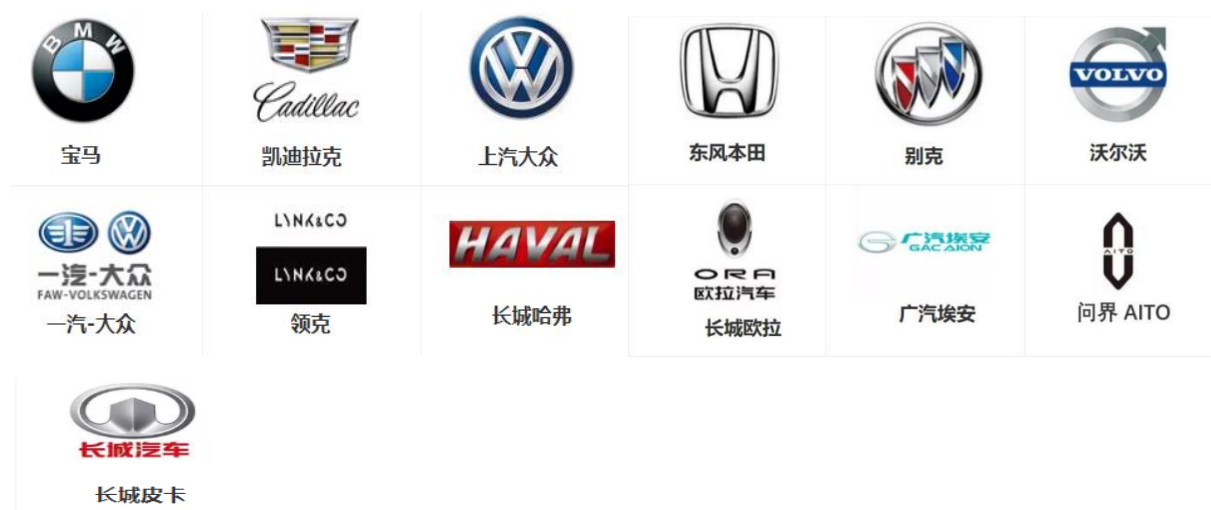 BMW
Cadillac
VOLVO
宝马
凯迪拉克
上汽大众
东风本田
别克
沃尔沃
一汽-大众
FAW-VOLKSWAGEN
一汽-大众
LYNK&CO
LYNK&CO
领克
HAVAL
长城哈弗
ORA
欧拉汽车
长城欧拉
广汽埃安
GAC AION
广汽埃安
AITO
问界 AITO
长城汽车
长城皮卡